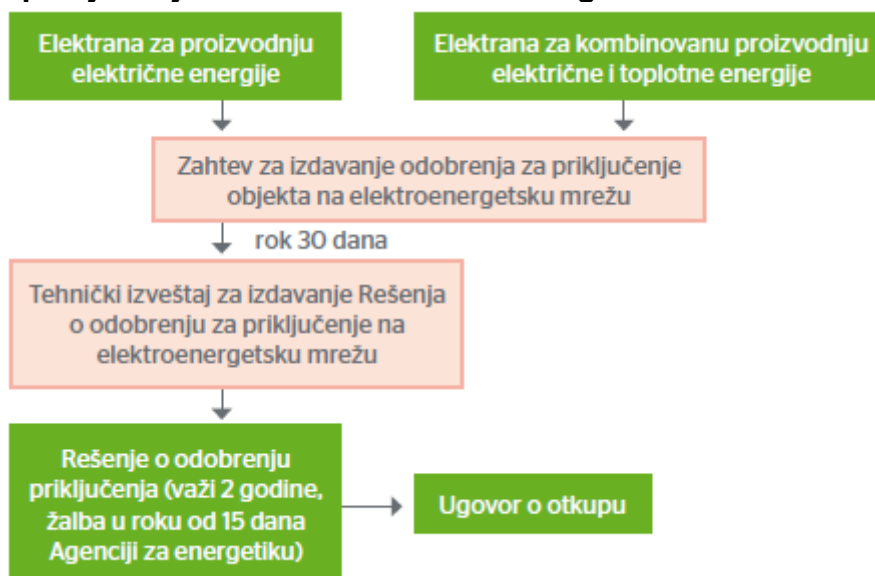 Elektrana za proizvodnju
električne energije
Elektrana za kombinovanu proizvodnju
električne i toplotne energije
Zahtev za izdavanje odobrenja za priključenje
objekta na elektroenergetsku mrežu
rok 30 dana
Tehnički izveštaj za izdavanje Rešenja
o odobrenju za priključenje na
elektroenergetsku mrežu
Rešenje o odobrenju
priključenja (važi 2 godine,
žalba u roku od 15 dana
Agenciji za energetiku)
Ugovor o otkupu